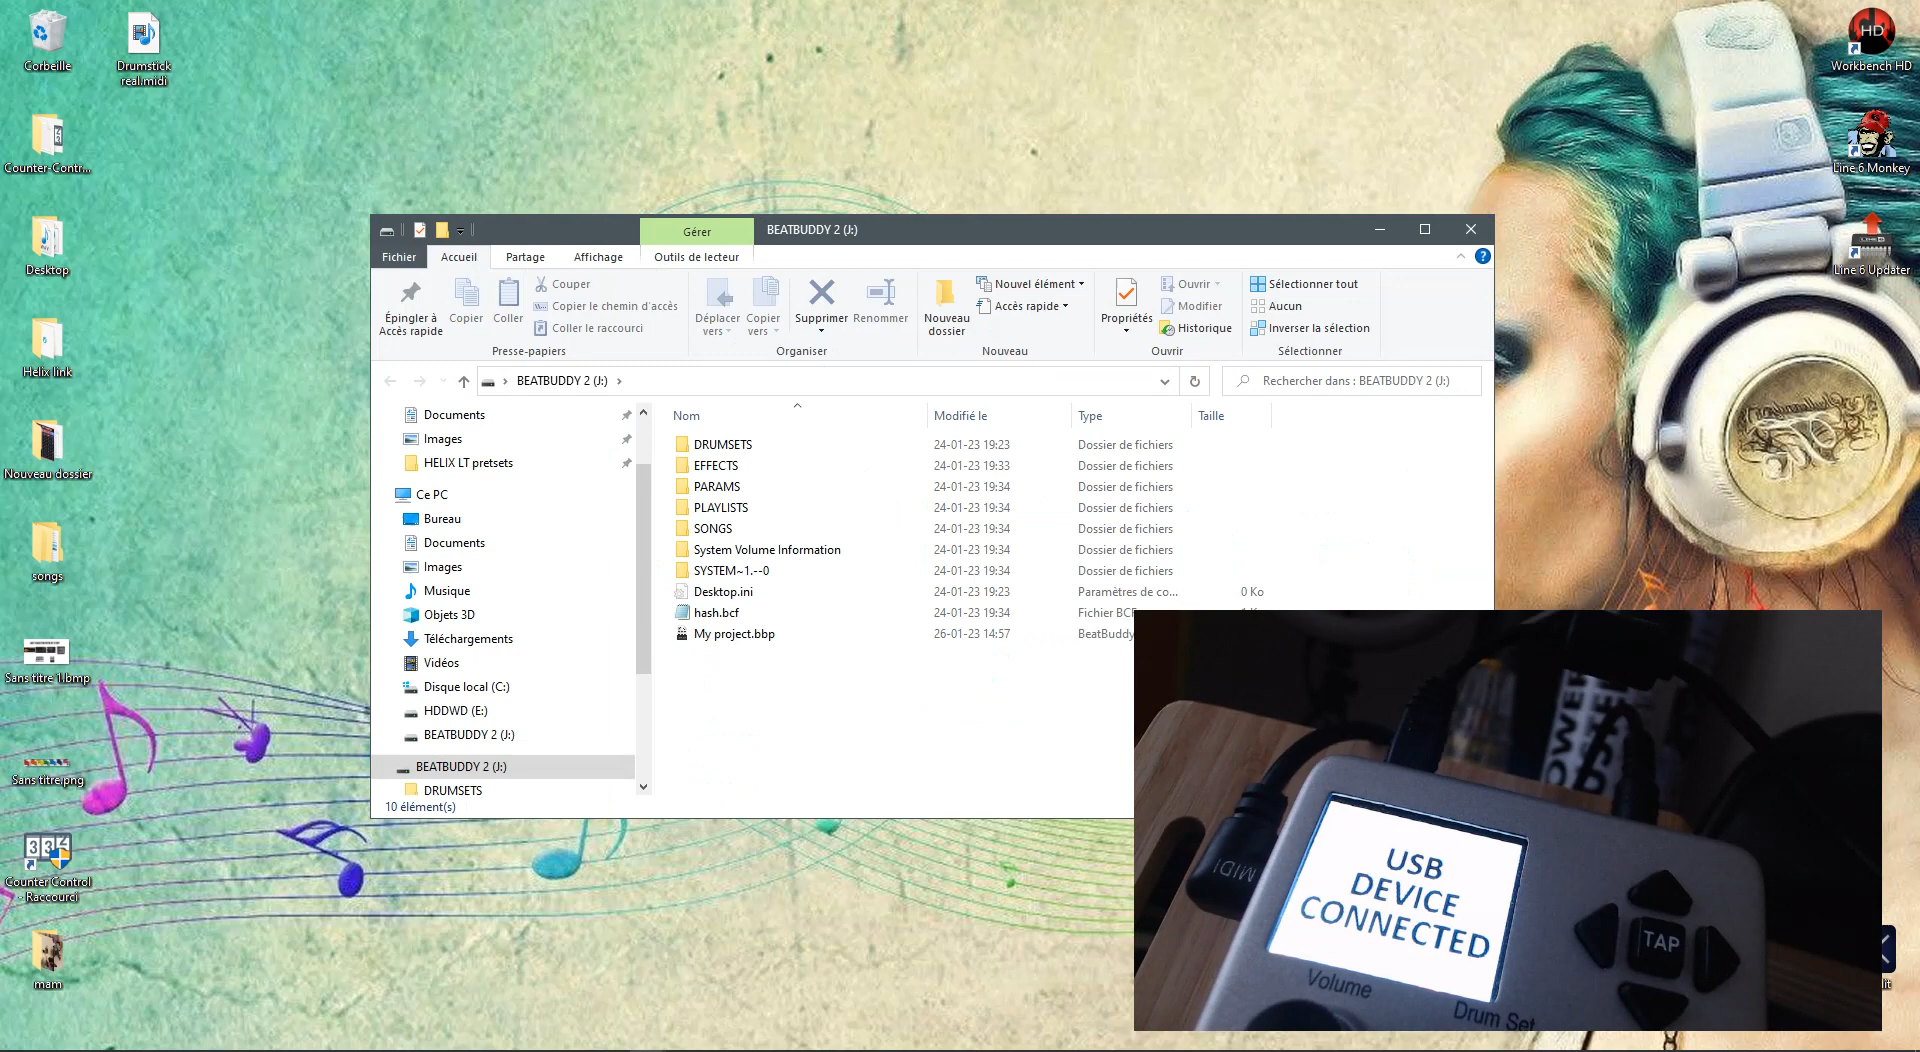 Corbeille
Drumstick
real.midi
Counter-Contr...
Desktop
Helix link
Nouveau dossier
songs
Sans titre 1.bmp
Sans titre.png
Counter Control
- Raccourci
mam
HD
Workbench HD
Line 6 Monkey
Line 6 Updater
Gérer
BEATBUDDY 2 (J:)
Fichier
Accueil
Partage
Affichage
Outils de lecteur
Épingler à
Accès rapide
Copier
Coller
Couper
Copier le chemin d'accès
Coller le raccourci
Presse-papiers
Déplacer
vers
Copier
vers
Supprimer
Renommer
Organiser
Nouveau
dossier
Nouvel élément
Accès rapide
Nouveau
Propriétés
Ouvrir
Modifier
Historique
Ouvrir
Sélectionner tout
Aucun
Inverser la sélection
Sélectionner
BEATBUDDY 2 (J:)
Rechercher dans : BEATBUDDY 2 (J:)
Documents
Images
HELIX LT pretsets
Ce PC
Bureau
Documents
Images
Musique
Objets 3D
Téléchargements
Vidéos
Disque local (C:)
HDDWD (E:)
BEATBUDDY 2 (J:)
BEATBUDDY 2 (J:)
DRUMSETS
10 élément(s)
Nom Modifié le Type Taille
DRUMSETS 24-01-23 19:23 Dossier de fichiers
EFFECTS 24-01-23 19:33 Dossier de fichiers
PARAMS 24-01-23 19:34 Dossier de fichiers
PLAYLISTS 24-01-23 19:34 Dossier de fichiers
SONGS 24-01-23 19:34 Dossier de fichiers
System Volume Information 24-01-23 19:34 Dossier de fichiers
SYSTEM~1.--0 24-01-23 19:34 Dossier de fichiers
Desktop.ini 24-01-23 19:23 Paramètres de co... 0 Ko
hash.bcf 24-01-23 19:34 Fichier BCF
My project.bbp 26-01-23 14:57 BeatBuddy
MIDI
USB
DEVICE
CONNECTED
TAP
Volume
Drum Set